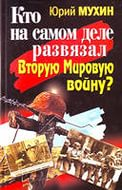 Юрий МУХИН
Кто
на самом деле
развязал
Вторую Мировую
войну?